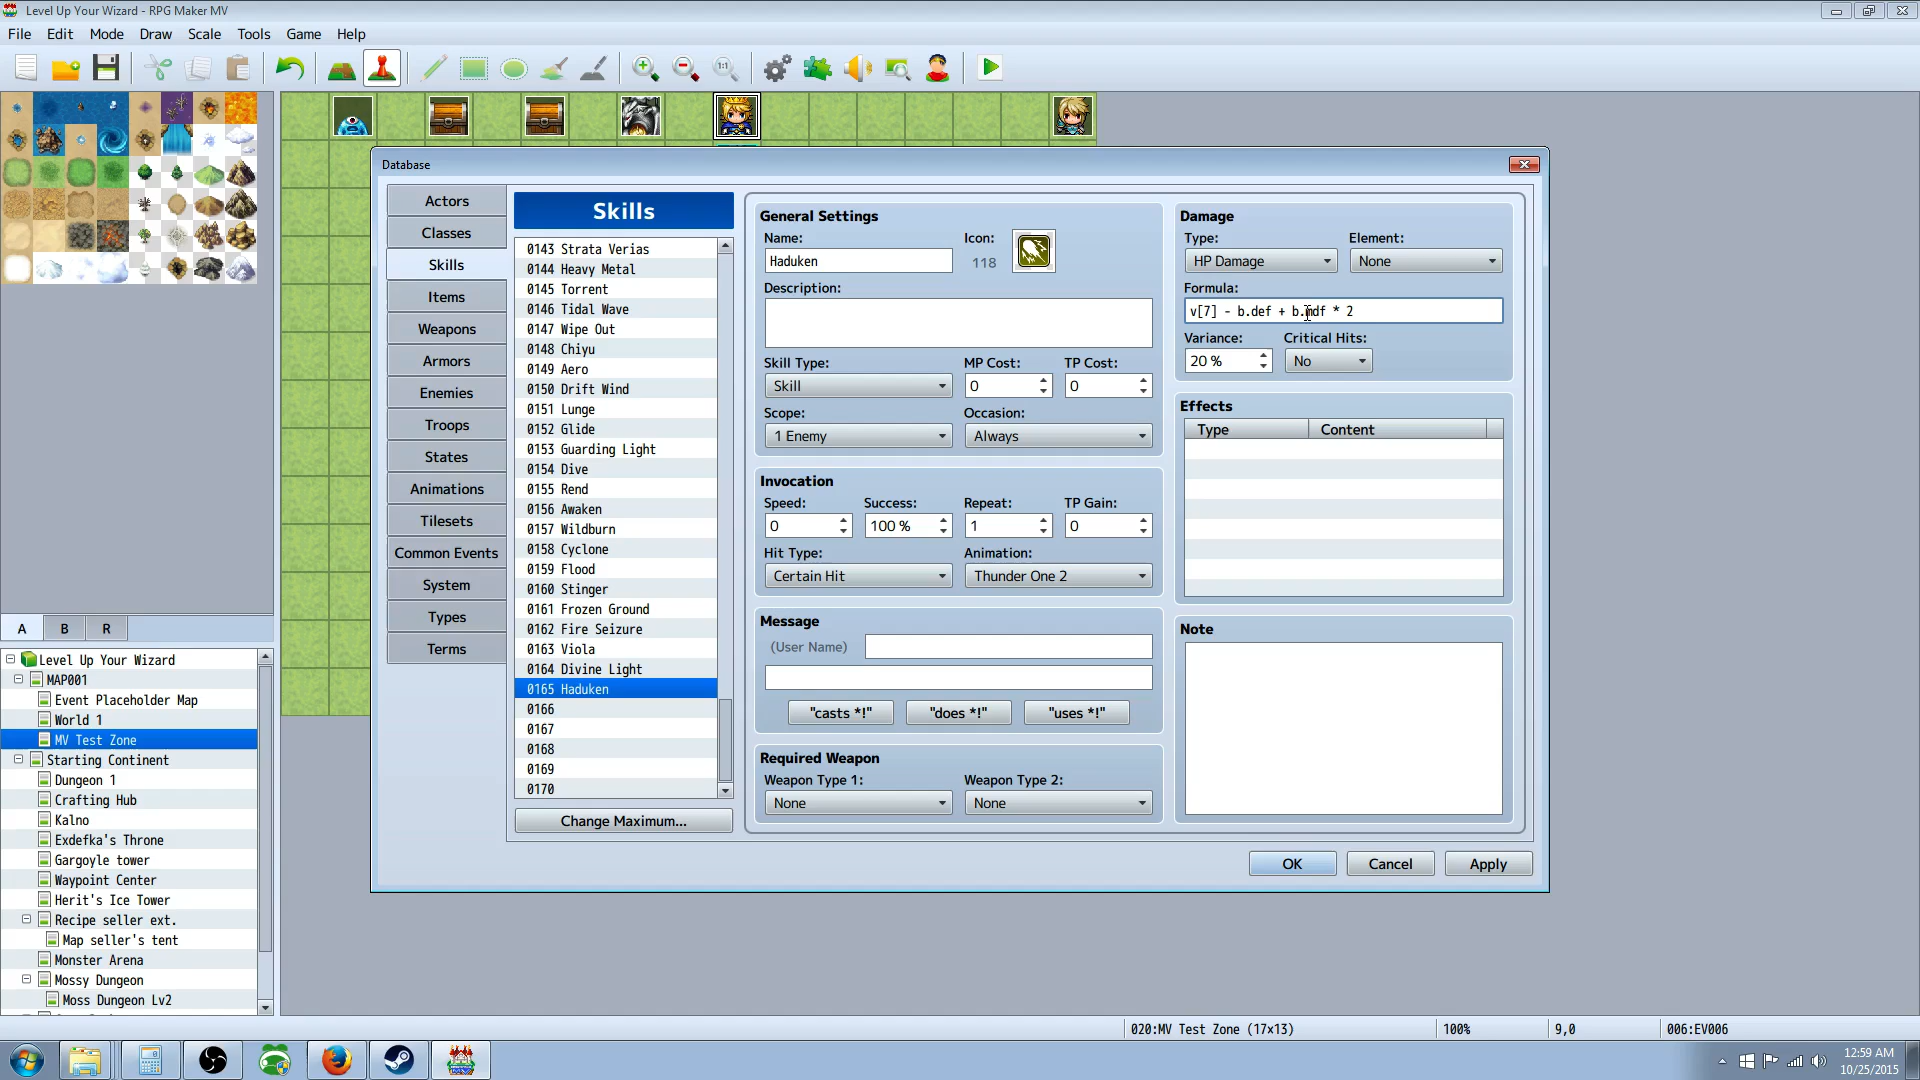 Level Up Your Wizard - RPG Maker MV
File Edit Mode Draw Scale Tools Game Help
1:1
Database
Actors
Classes
Skills
Items
Weapons
Armors
Enemies
Troops
States
Animations
Tilesets
Common Events
System
Types
Terms
Skills
0143 Strata Verias
0144 Heavy Metal
0145 Torrent
0146 Tidal Wave
0147 Wipe Out
0148 Chiyu
0149 Aero
0150 Drift Wind
0151 Lunge
0152 Glide
0153 Guarding Light
0154 Dive
0155 Rend
0156 Awaken
0157 Wildburn
0158 Cyclone
0159 Flood
0160 Stinger
0161 Frozen Ground
0162 Fire Seizure
0163 Viola
0164 Divine Light
0165 Haduken
0166
0167
0168
0169
0170
Change Maximum...
General Settings
Name: Icon:
Haduken 118
Description:
Skill Type: MP Cost: TP Cost:
Skill 0 0
Scope: Occasion:
1 Enemy Always
Invocation
Speed: Success: Repeat: TP Gain:
0 100 % 1 0
Hit Type: Animation:
Certain Hit Thunder One 2
Message
(User Name)
"casts *!" "does *!" "uses *!"
Required Weapon
Weapon Type 1: Weapon Type 2:
None None
Damage
Type: Element:
HP Damage None
Formula:
v[7] - b.def + b.mdf * 2
Variance: Critical Hits:
20 % No
Effects
Type Content
Note
OK Cancel Apply
A B R
Level Up Your Wizard
MAP001
Event Placeholder Map
World 1
MV Test Zone
Starting Continent
Dungeon 1
Crafting Hub
Kalno
Exdefka's Throne
Gargoyle tower
Waypoint Center
Herit's Ice Tower
Recipe seller ext.
Map seller's tent
Monster Arena
Mossy Dungeon
Moss Dungeon Lv2
020:MV Test Zone (17x13) 100% 9,0 006:EV006
12:59 AM
10/25/2015